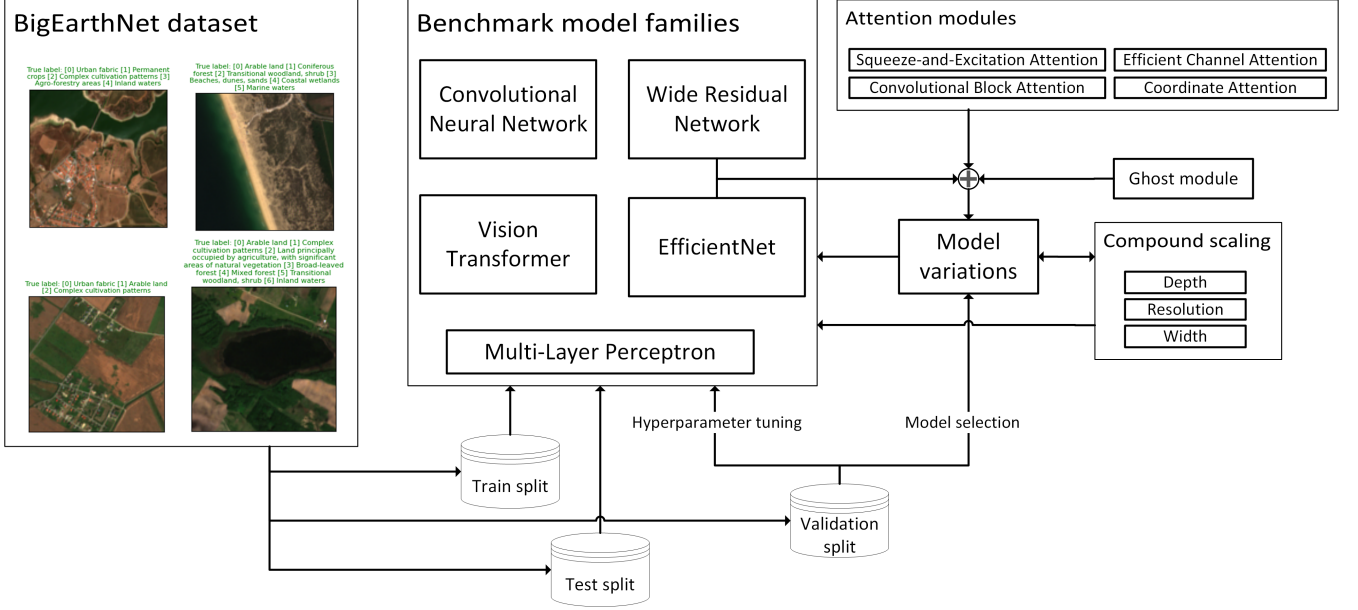 BigEarthNet dataset
True label: [0] Urban fabric [1] Permanent
crops [2] Complex cultivation patterns [3]
Agro-forestry areas [4] Inland waters
True label: [0] Arable land [1] Coniferous
forest [2] Transitional woodland, shrub [3]
Beaches, dunes, sands [4] Coastal wetlands
[5] Marine waters
True label: [0] Urban fabric [1] Arable land
[2] Complex cultivation patterns
True label: [0] Arable land [1] Complex
cultivation patterns [2] Land principally
occupied by agriculture, with significant
areas of natural vegetation [3] Broad-leaved
forest [4] Mixed forest [5] Transitional
woodland, shrub [6] Inland waters
Benchmark model families
Convolutional
Neural Network
Wide Residual
Network
Vision
Transformer
EfficientNet
Multi-Layer Perceptron
Attention modules
Squeeze-and-Excitation Attention
Efficient Channel Attention
Convolutional Block Attention
Coordinate Attention
Ghost module
Model
variations
Compound scaling
Depth
Resolution
Width
Hyperparameter tuning
Model selection
Train split
Validation
split
Test split